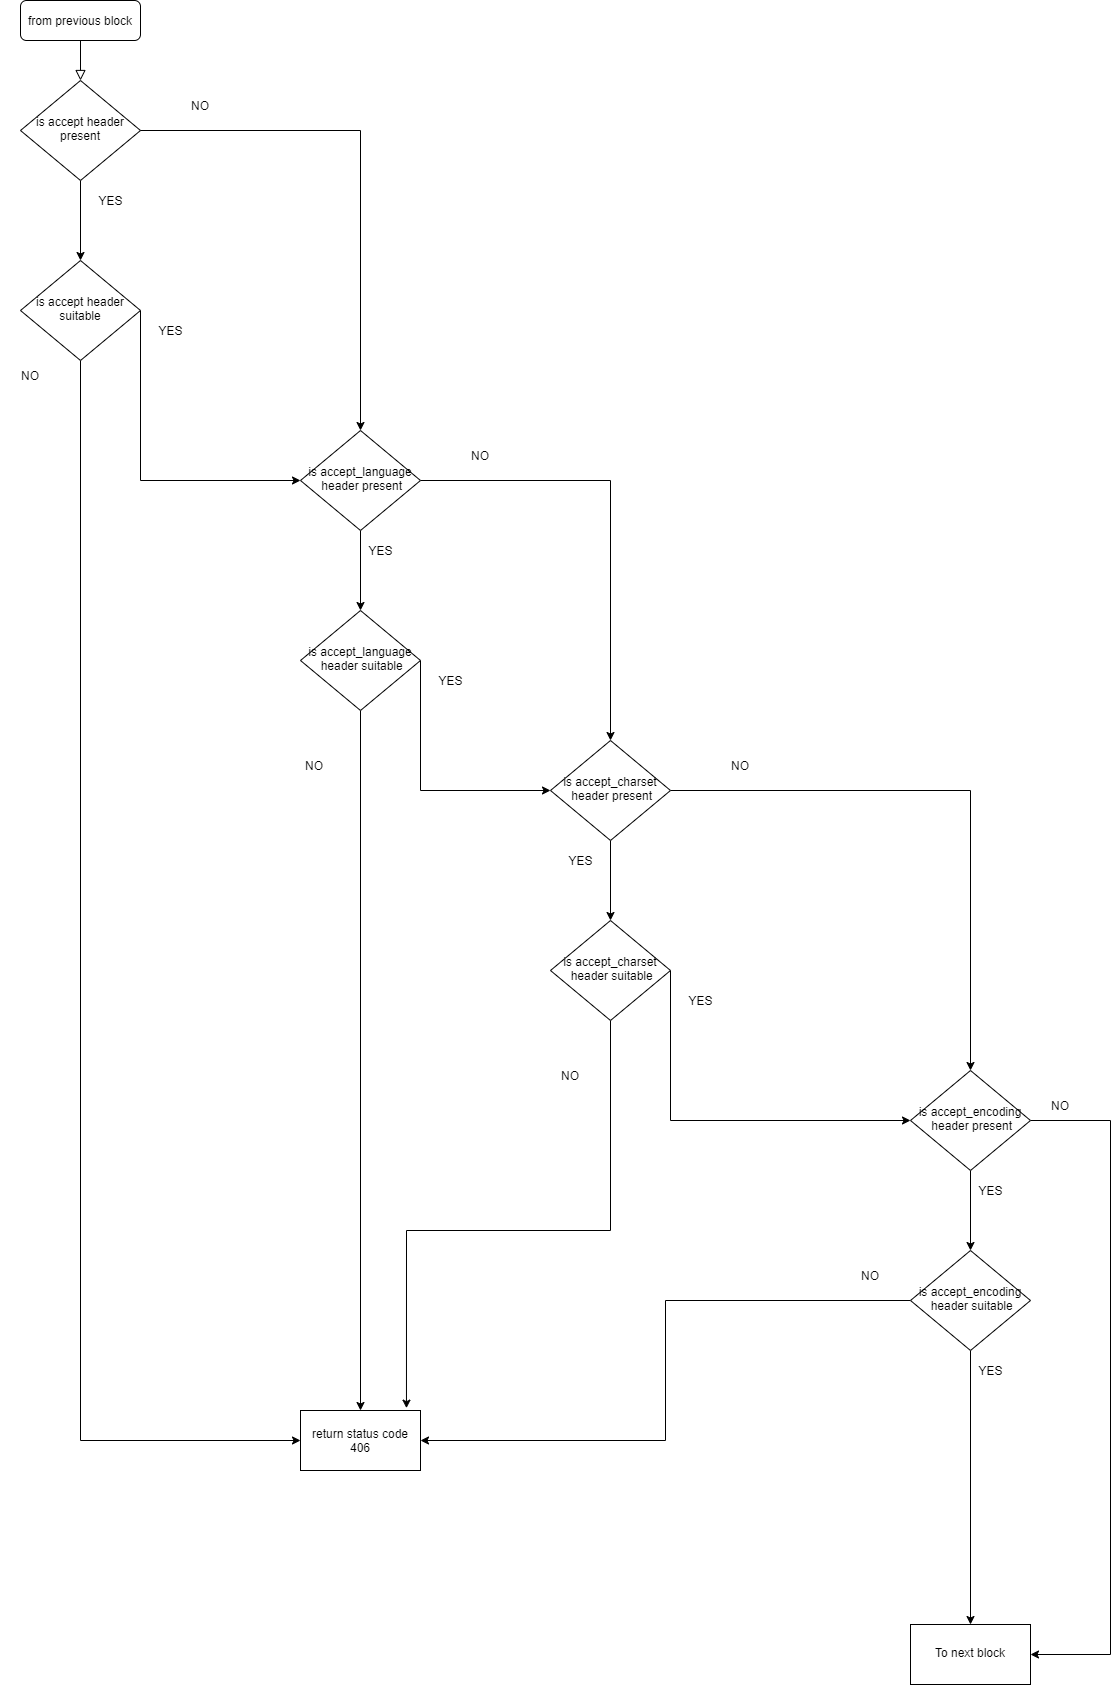 from previous block
NO
is accept header
present
YES
is accept header
suitable
YES
NO
NO
is accept_language
header present
YES
is accept_language
header suitable
YES
NO
NO
is accept_charset
header present
YES
is accept_charset
header suitable
YES
NO
NO
is accept_encoding
header present
YES
NO
is accept_encoding
header suitable
YES
return status code
406
To next block